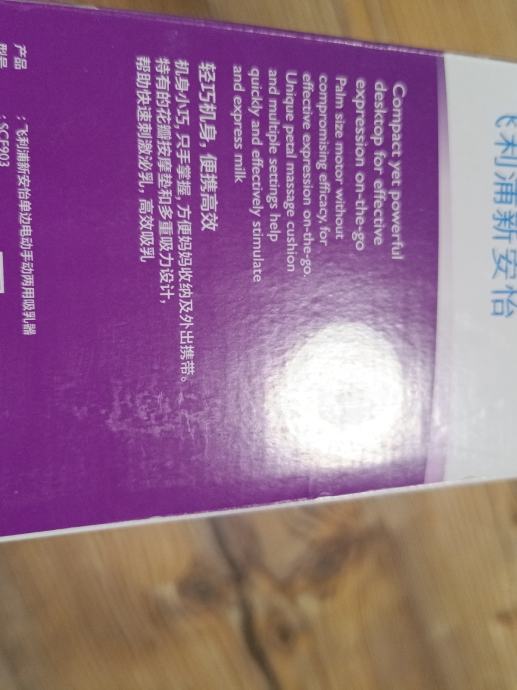 飞利浦新安怡
Compact yet powerful
desktop for effective
expression on-the-go
Palm size motor without
compromising efficacy, for
effective expression on-the-go.
Unique petal massage cushion
and multiple settings help
quickly and effectively stimulate
and express milk
轻巧机身，便携高效
机身小巧，只手掌握，方便妈妈收纳及外出携带。
特有的花瓣按摩垫和多重吸力设计，
帮助快速刺激泌乳，高效吸乳
产品 ：飞利浦新安怡单边电动手动两用吸乳器
型号 ：SCF903